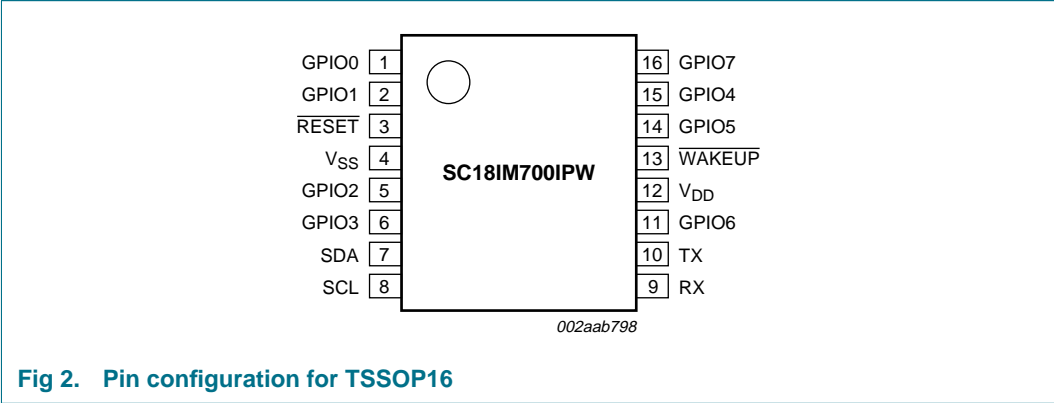 GPIO0 1 16 GPIO7
GPIO1 2 15 GPIO4
RESET 3 14 GPIO5
VSS 4 13 WAKEUP
SC18IM700IPW
GPIO2 5 12 VDD
GPIO3 6 11 GPIO6
SDA 7 10 TX
SCL 8 9 RX
002aab798
Fig 2. Pin configuration for TSSOP16